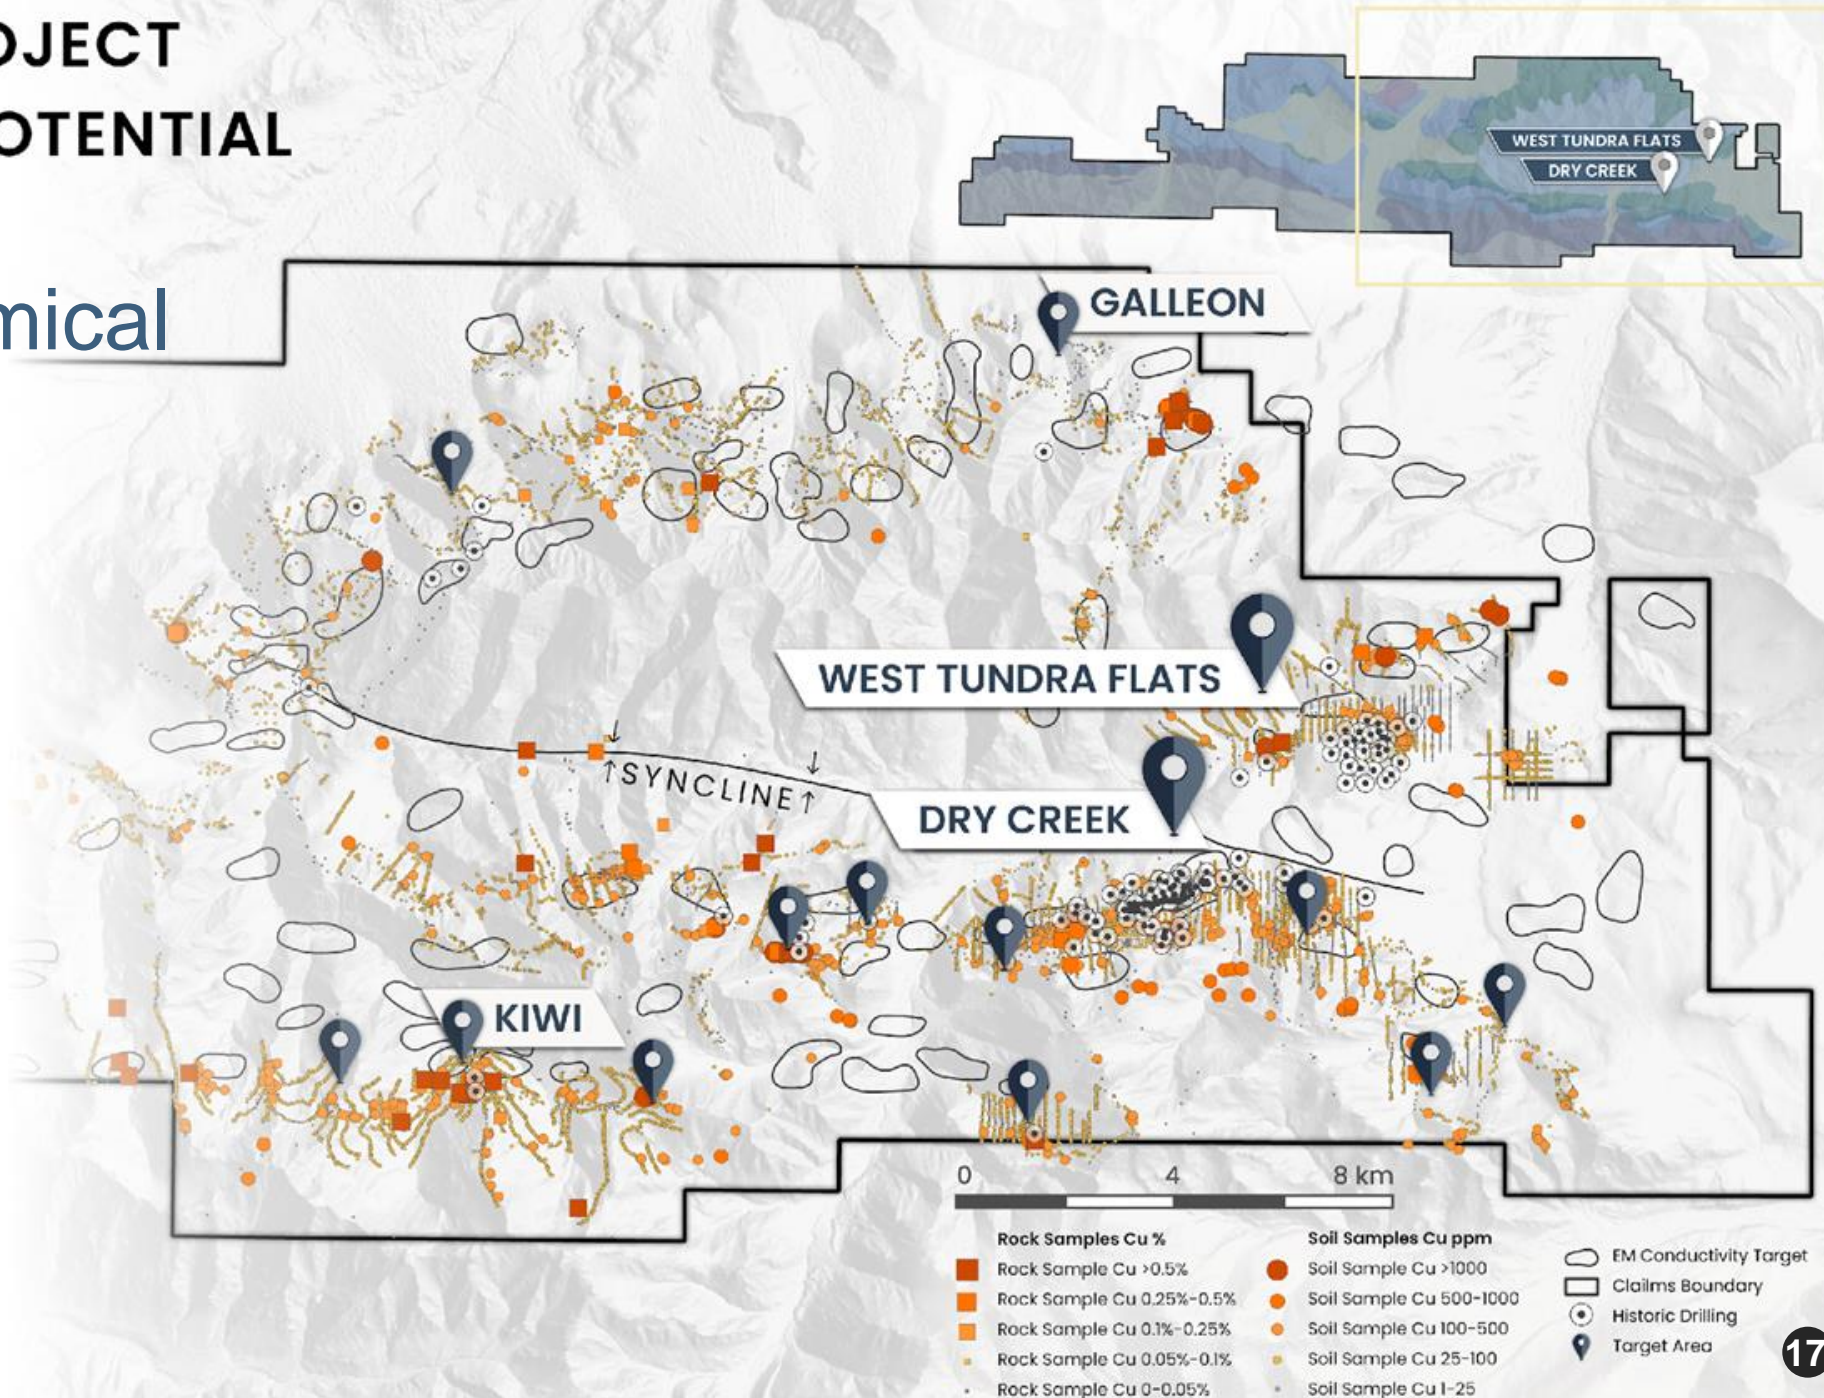 OJECT
OTENTIAL
mical
WEST TUNDRA FLATS
DRY CREEK
GALLEON
WEST TUNDRA FLATS
SYNCLINE
DRY CREEK
KIWI
0 4 8 km
Rock Samples Cu %
Rock Sample Cu >0.5%
Rock Sample Cu 0.25%-0.5%
Rock Sample Cu 0.1%-0.25%
Rock Sample Cu 0.05%-0.1%
Rock Sample Cu 0-0.05%
Soil Samples Cu ppm
Soil Sample Cu >1000
Soil Sample Cu 500-1000
Soil Sample Cu 100-500
Soil Sample Cu 25-100
Soil Sample Cu 1-25
EM Conductivity Target
Clailms Boundary
Historic Drilling
Target Area
17